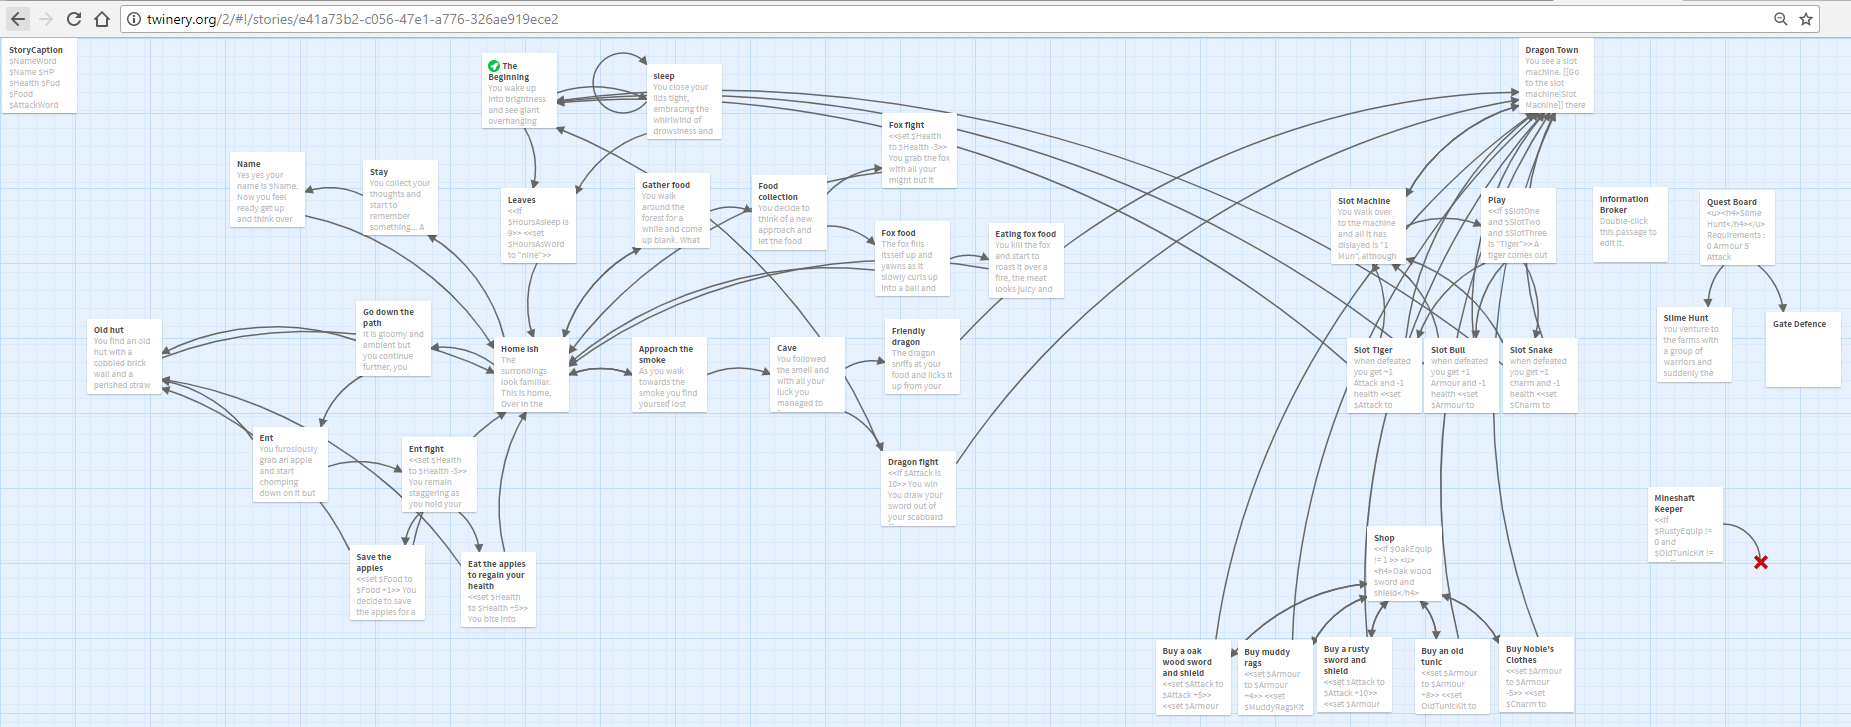 twinery.org/2/#!/stories/e41a73b2-c056-47e1-a776-326ae919ece2
StoryCaption
$NameWord
$Name $HP
$Health $Fud
$Food
$AttackWord
The
Beginning
You wake up
into brightness
and see giant
overhanging
sleep
You close your
lids tight,
embracing the
whirlwind of
drowsiness and
Dragon Town
You see a slot
machine. [[Go
to the slot
machine|Slot
Machine]] there
Fox fight
<<set $Health
to $Health -3>>
You grab the fox
with all your
might but it
Name
Yes yes your
name is $Name.
Now you feel
ready get up
and think over
Stay
You collect your
thoughts and
start to
remember
something... A
Leaves
<<if
$HoursAsleep is
9>> <<set
$HoursAsWord
to "nine">>
Gather food
You walk
around the
forest for a
while and come
up blank. What
Food
collection
You decide to
think of a new
approach and
let the food
Fox food
The fox fills
itsself up and
yawns as it
slowly curls up
into a ball and
Eating fox food
You kill the fox
and start to
roast it over a
fire, the meat
looks juicy and
Slot Machine
You Walk over
to the machine
and all it has
dislayed is "1
Mun", although
Play
<<if $SlotOne
and $SlotTwo
and $SlotThree
is "Tiger">> A
tiger comes out
Information
Broker
Double-click
this passage to
edit it.
Quest Board
<u><h4>Slime
Hunt</h4></u>
Requirements :
0 Armour 5
Attack
Old hut
You find an old
hut with a
cobbled brick
wall and a
perished straw
Go down the
path
It is gloomy and
ambient but
you continue
further, you
Home ish
The
surrondings
look familiar.
This is home.
Over in the
Approach the
smoke
As you walk
towards the
smoke you find
yourself lost
Cave
You followed
the smell and
with all your
luck you
managed to
Friendly
dragon
The dragon
sniffs at your
food and licks it
up from your
Slot Tiger
when defeated
you get +1
Attack and -1
health <<set
$Attack to
Slot Bull
when defeated
you get +1
Armour and -1
health <<set
$Armour to
Slot Snake
when defeated
you get +1
charm and -1
health <<set
$Charm to
Slime Hunt
You venture to
the farms with
a group of
warriors and
suddenly the
Gate Defence
Ent
You furosiously
grab an apple
and start
chomping
down on it but
Ent fight
<<set $Health
to $Health -5>>
You remain
staggering as
you hold your
Dragon fight
<<if $Attack is
10>> You win
You draw your
sword out of
your scabbard
Mineshaft
Keeper
<<if
$RustyEquip !=
0 and
$OldTunicKit !=
Save the
apples
<<set $Food to
$Food +1>> You
decide to save
the apples for a
Eat the apples
to regain your
health
<<set $Health
to $Health +5>>
You bite into
Shop
<<if $OakEquip
!= 1 >> <u>
<h4>Oak wood
sword and
shield</h4>
Buy a oak
wood sword
and shield
<<set $Attack to
$Attack +5>>
<<set $Armour
Buy muddy
rags
<<set $Armour
to $Armour
+4>> <<set
$MuddyRagsKit
Buy a rusty
sword and
shield
<<set $Attack to
$Attack +10>>
<<set $Armour
Buy an old
tunic
<<set $Armour
to $Armour
+8>> <<set
OldTunicKit to
Buy Noble's
Clothes
<<set $Armour
to $Armour
-5>> <<set
$Charm to